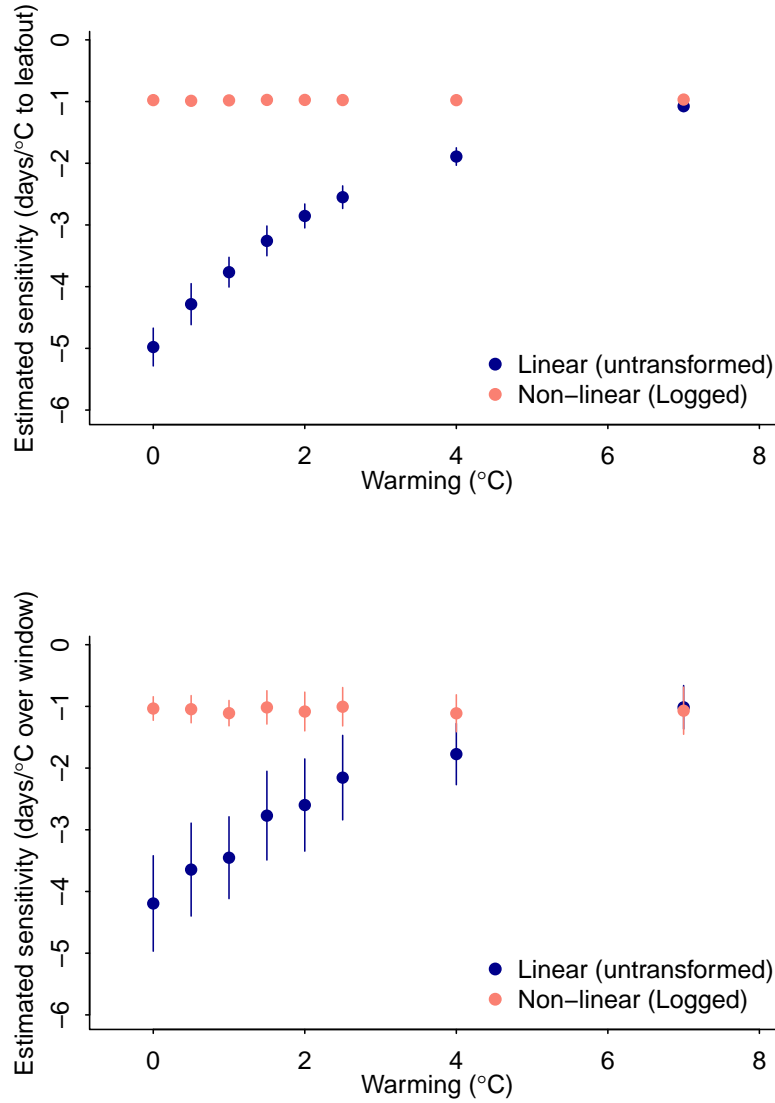 Estimated sensitivity (days/°C to leafout)
0
−1
−2
−3
−4
−5
−6
Linear (untransformed)
Non−linear (Logged)
0 2 4 6 8
Warming (°C)
Estimated sensitivity (days/°C over window)
0
−1
−2
−3
−4
−5
−6
Linear (untransformed)
Non−linear (Logged)
0 2 4 6 8
Warming (°C)